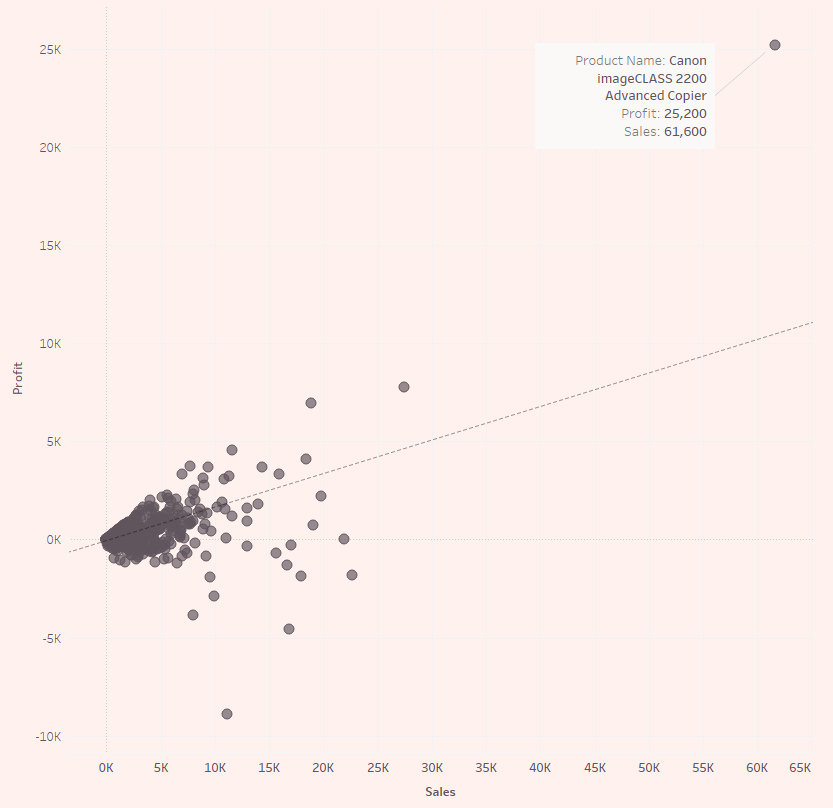 25K
20K
15K
10K
5K
0K
-5K
-10K
Profit
Product Name: Canon
imageCLASS 2200
Advanced Copier
Profit: 25,200
Sales: 61,600
0K 5K 10K 15K 20K 25K 30K 35K 40K 45K 50K 55K 60K 65K
Sales